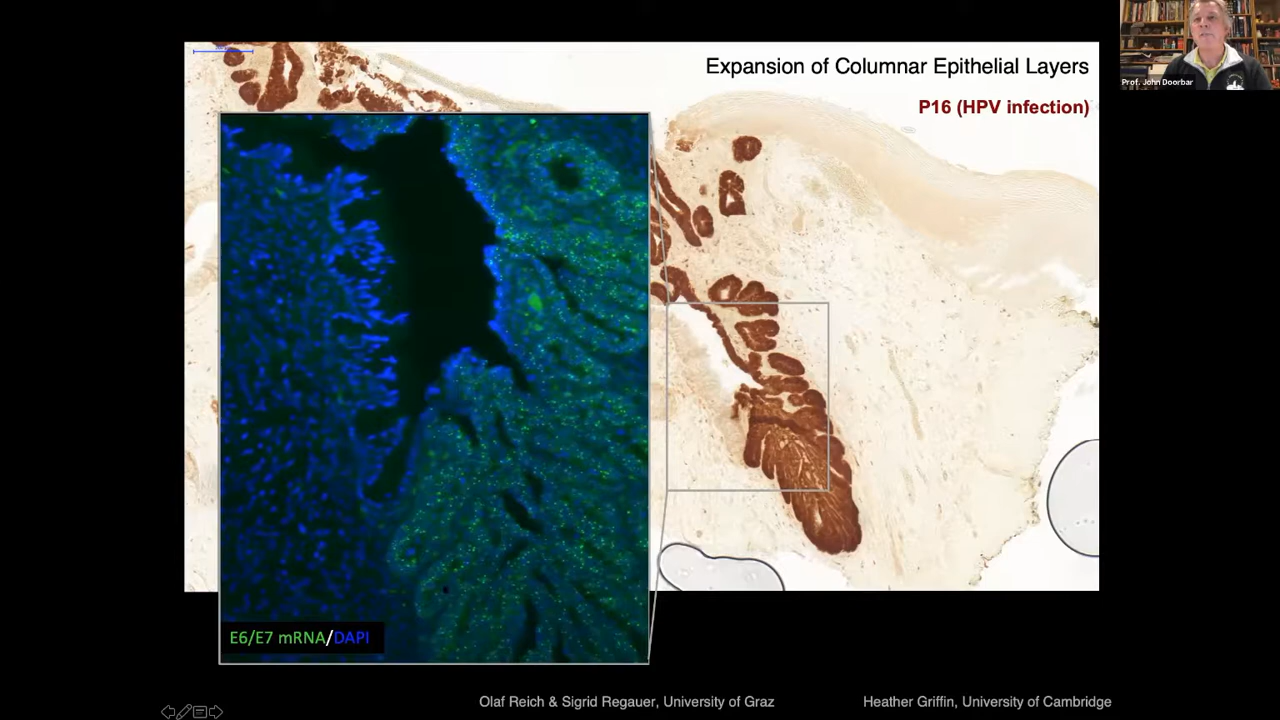 Expansion of Columnar Epithelial Layers
P16 (HPV infection)
Prof. John Doorbar
E6/E7 mRNA/DAPI
Olaf Reich & Sigrid Regauer, University of Graz
Heather Griffin, University of Cambridge